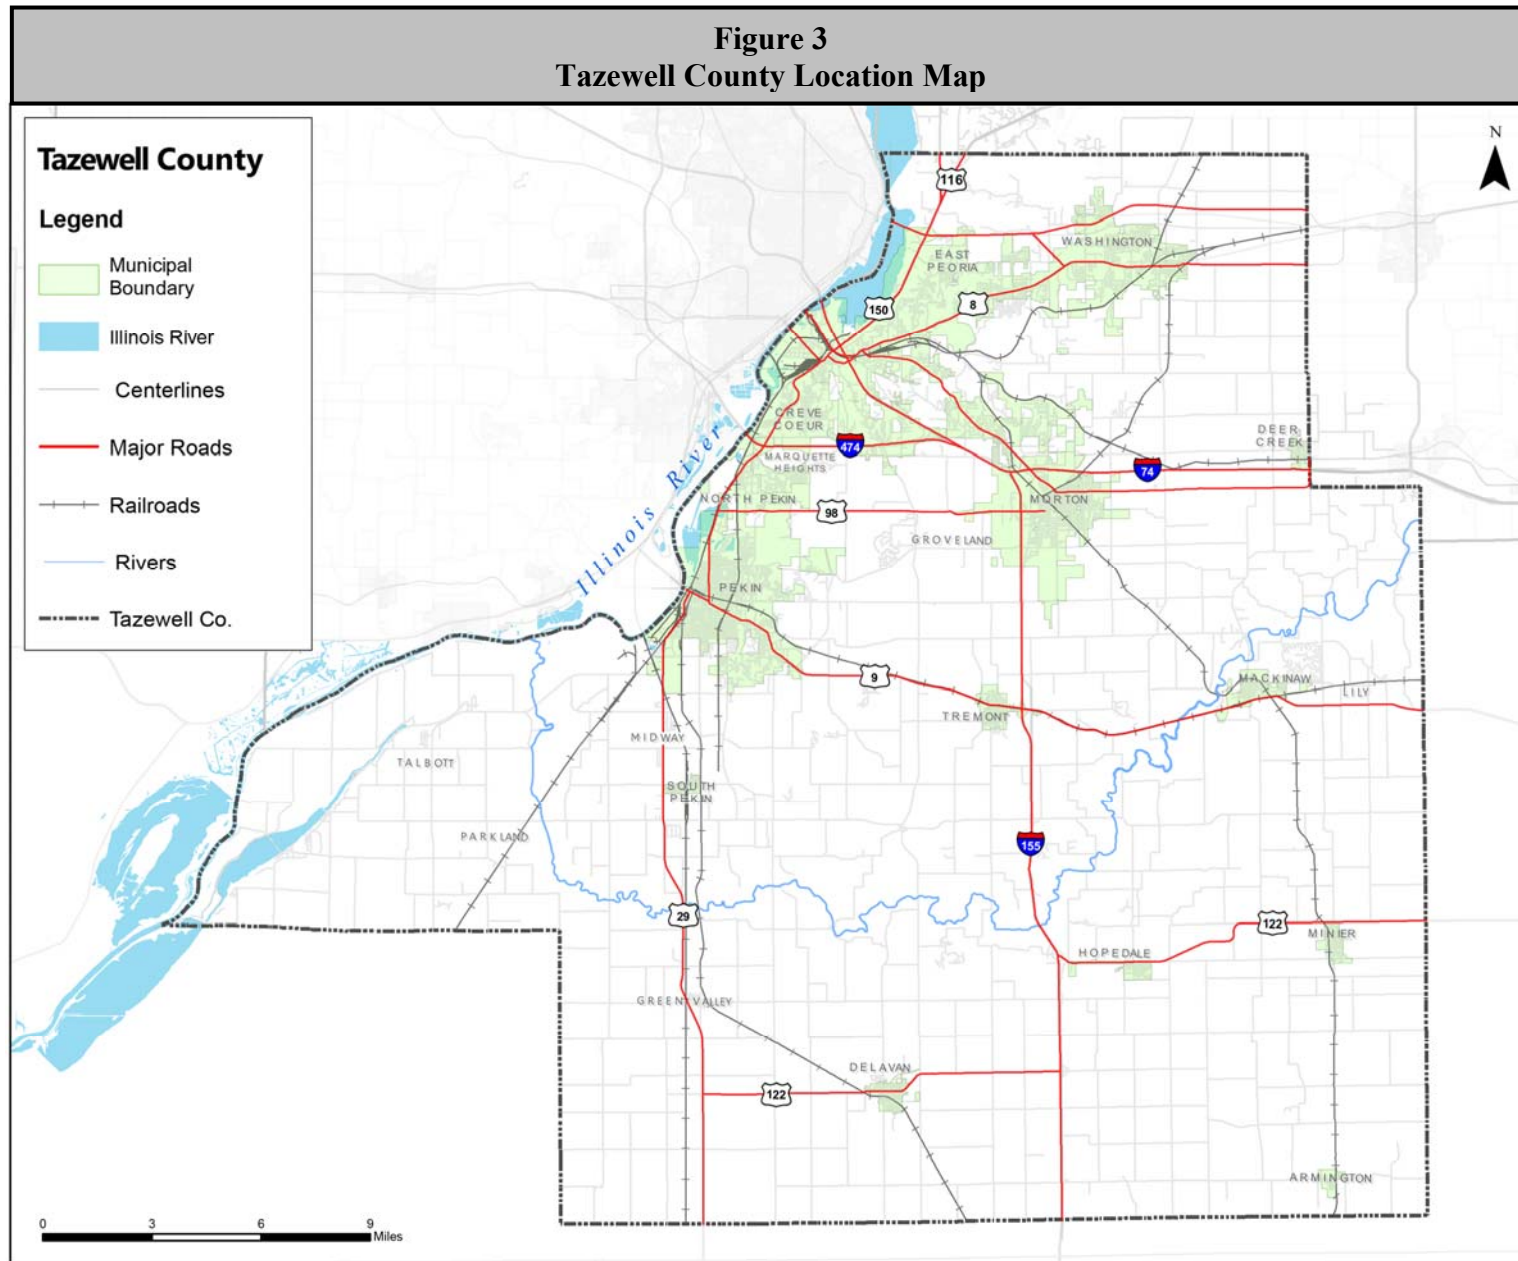 Figure 3
Tazewell County Location Map
Tazewell County
Legend
Municipal
Boundary
Illinois River
Centerlines
Major Roads
Railroads
Rivers
Tazewell Co.
N
116
WASHINGTON
EAST
PEORIA
150
8
CREVE
COEUR
474
MARQUETTE
HEIGHTS
DEER
CREEK
74
Illinois River
NORTH PEKIN
98
MORTON
GROVELAND
PEKIN
9
MACKINAW
LILY
TREMONT
MIDWAY
TALBOTT
SOUTH
PEKIN
PARKLAND
155
29
122
MINIER
HOPEDALE
GREEN VALLEY
DELAVAN
122
ARMINGTON
0 3 6 9
Miles